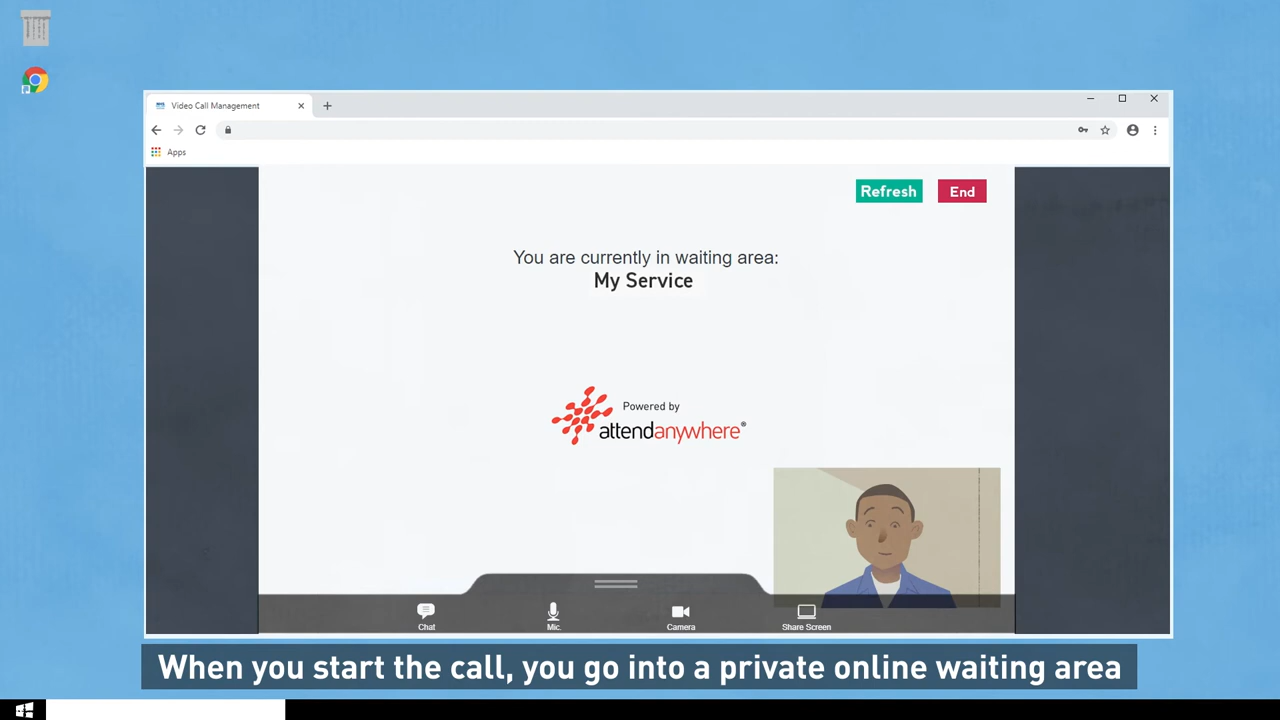 Video Call Management
Apps
Refresh
End
You are currently in waiting area:
My Service
Powered by
attendanywhere®
Chat
Mic.
Camera
Share Screen
When you start the call, you go into a private online waiting area